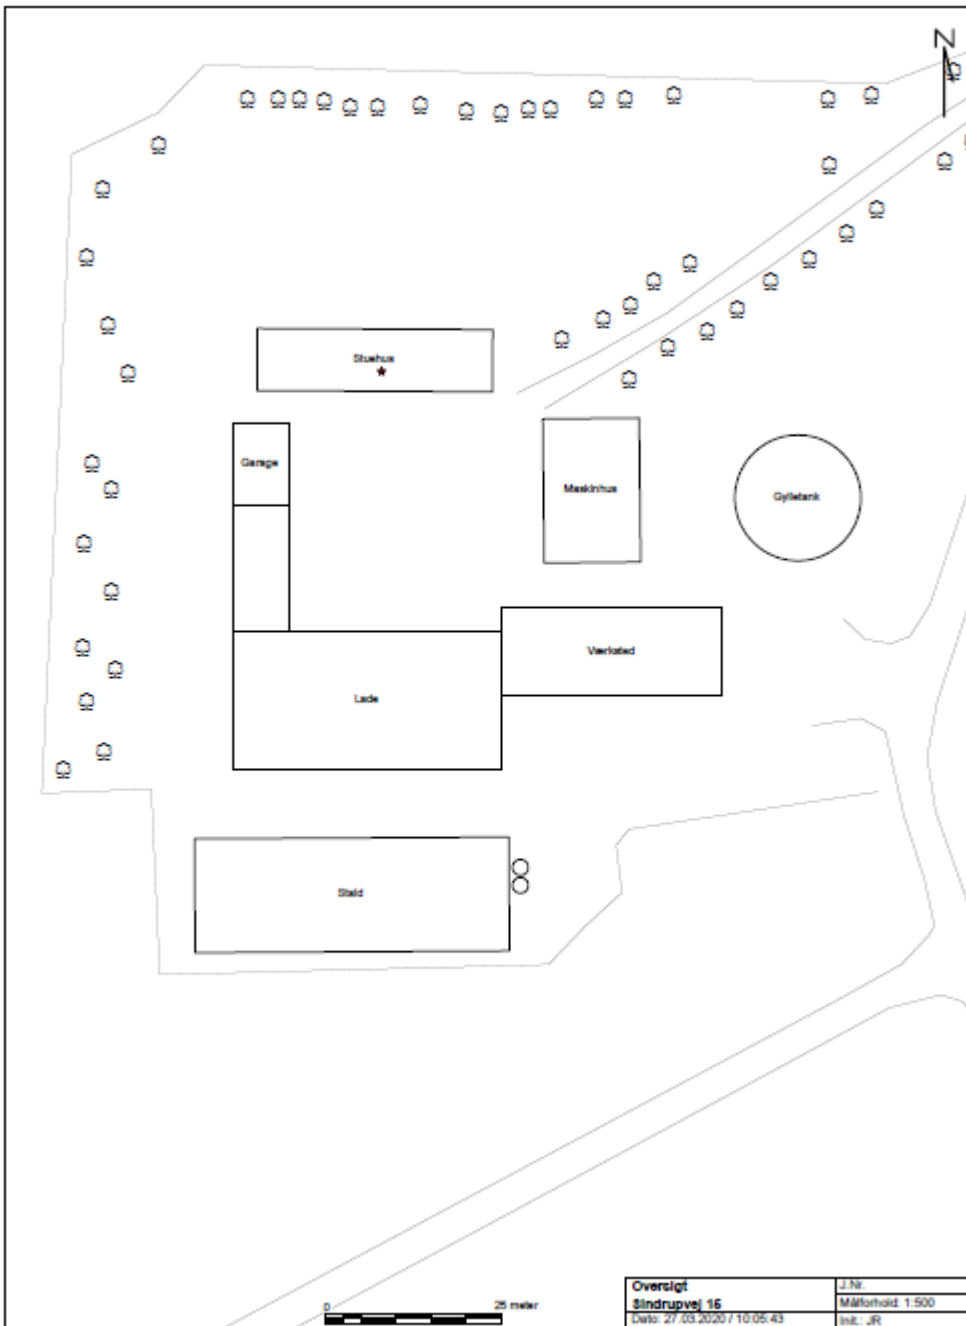 N
Stuehus
Garage
Maskinhus
Gylletank
Værksted
Lade
Stald
0
25 meter
Oversigt
Sindrupvej 15
Dato: 27.03.2020 / 10:05:43
J.Nr.
Målforhold: 1:500
Init.: JR